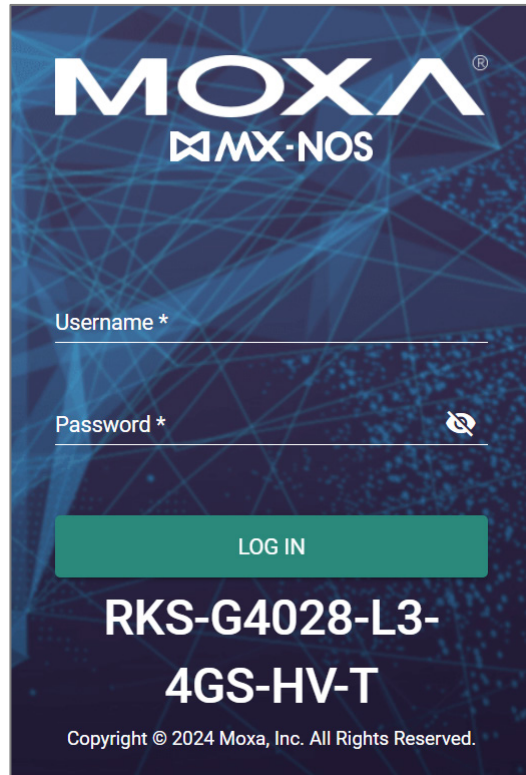 MOXA®
MX-NOS
Username *
Password *
LOG IN
RKS-G4028-L3-
4GS-HV-T
Copyright © 2024 Moxa, Inc. All Rights Reserved.